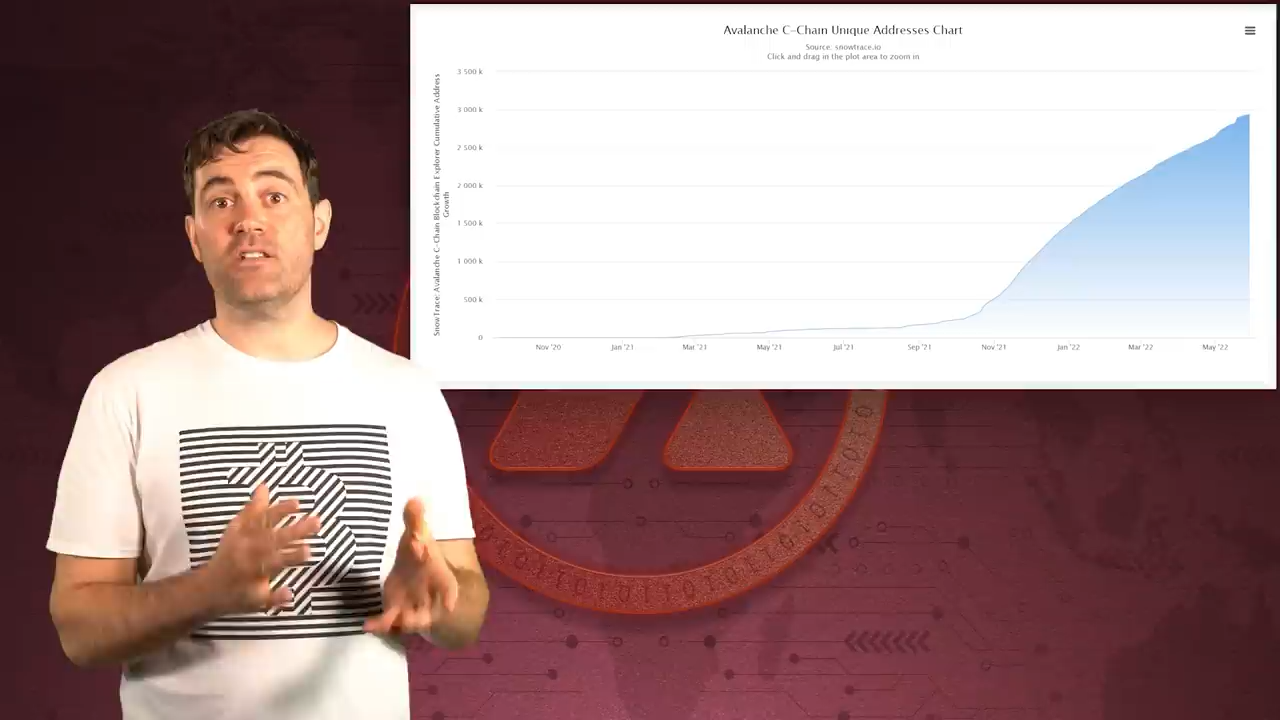 Avalanche C-Chain Unique Addresses Chart
Source: snowtrace.io
Click and drag in the plot area to zoom in
SnowTrace: Avalanche C-Chain Blockchain Explorer Cumulative Address
Growth
3 500 k
3 000 k
2 500 k
2 000 k
1 500 k
1 000 k
500 k
0
Nov '20
Jan '21
Mar '21
May '21
Jul '21
Sep '21
Nov '21
Jan '22
Mar '22
May '22